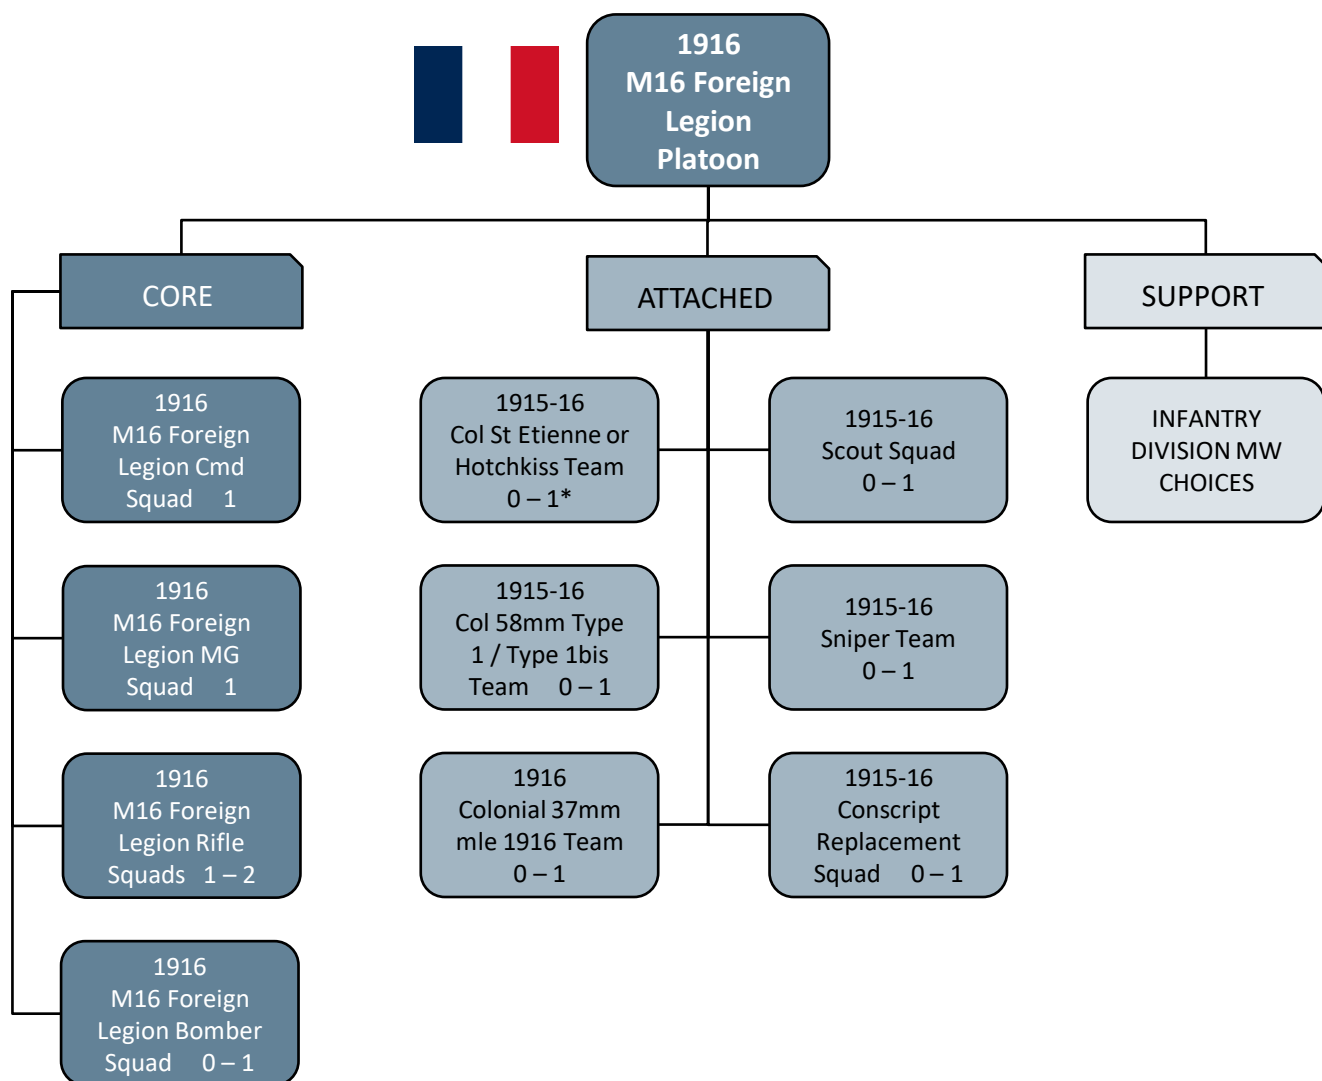 1916
M16 Foreign
Legion
Platoon
CORE
ATTACHED
SUPPORT
1916
M16 Foreign
Legion Cmd
Squad 1
1916
M16 Foreign
Legion MG
Squad 1
1916
M16 Foreign
Legion Rifle
Squads 1 – 2
1916
M16 Foreign
Legion Bomber
Squad 0 – 1
1915-16
Col St Etienne or
Hotchkiss Team
0 – 1*
1915-16
Col 58mm Type
1 / Type 1bis
Team 0 – 1
1916
Colonial 37mm
mle 1916 Team
0 – 1
1915-16
Scout Squad
0 – 1
1915-16
Sniper Team
0 – 1
1915-16
Conscript
Replacement
Squad 0 – 1
INFANTRY
DIVISION MW
CHOICES